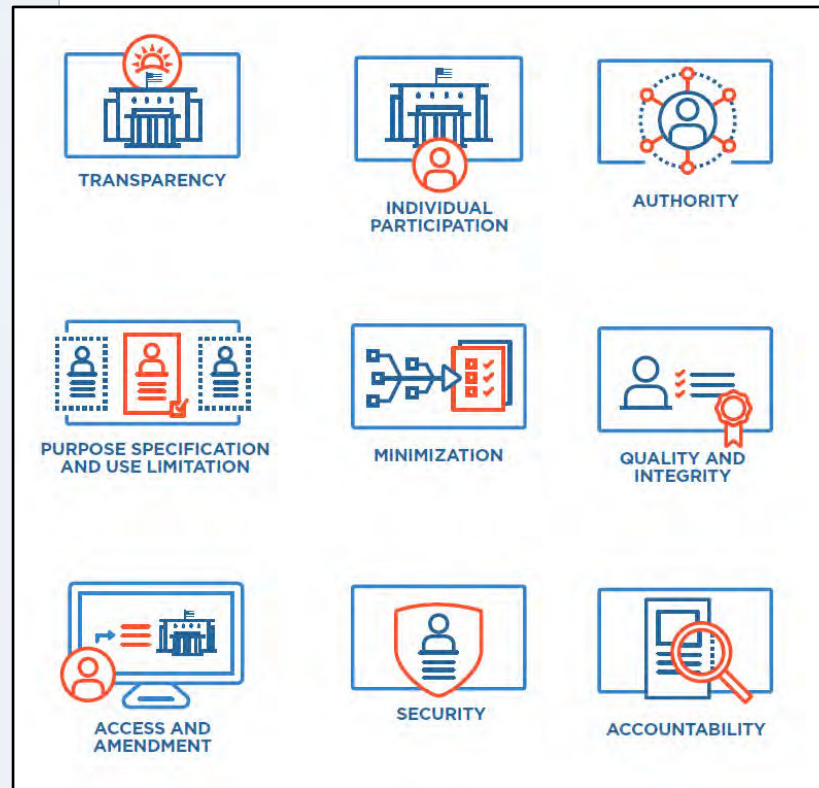 TRANSPARENCY
INDIVIDUAL
PARTICIPATION
AUTHORITY
PURPOSE SPECIFICATION
AND USE LIMITATION
MINIMIZATION
QUALITY AND
INTEGRITY
ACCESS AND
AMENDMENT
SECURITY
ACCOUNTABILITY